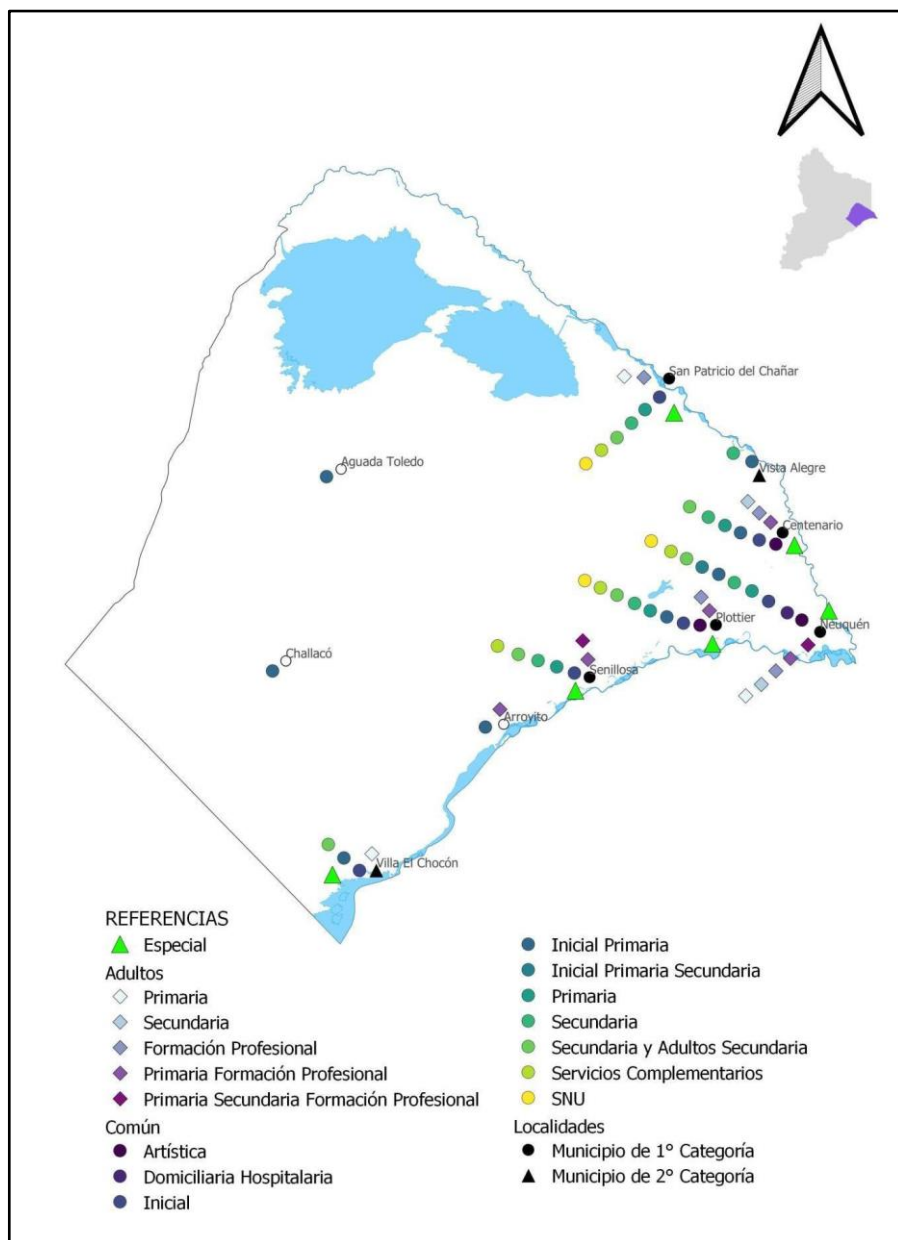 San Patricio del Chañar
Aguada Toledo
Vista Alegre
Centenario
Plottier
Neuquén
Challacó
Senillosa
Arroyito
Villa El Chocón
REFERENCIAS
Especial
Adultos
Primaria
Secundaria
Formación Profesional
Primaria Formación Profesional
Primaria Secundaria Formación Profesional
Común
Artística
Domiciliaria Hospitalaria
Inicial
Inicial Primaria
Inicial Primaria Secundaria
Primaria
Secundaria
Secundaria y Adultos Secundaria
Servicios Complementarios
SNU
Localidades
Municipio de 1° Categoría
Municipio de 2° Categoría